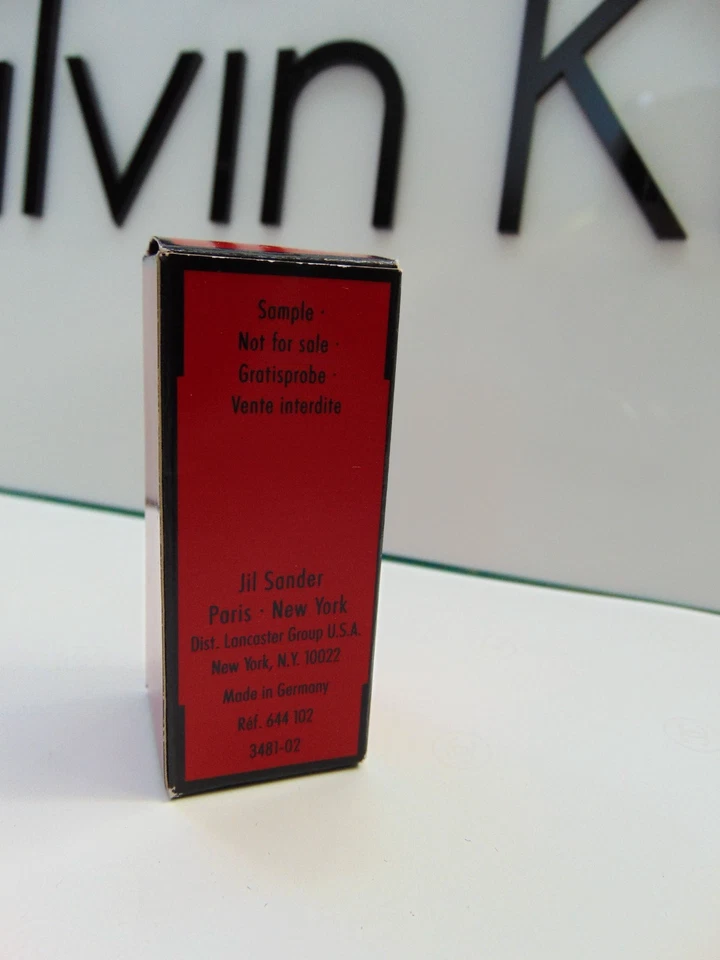 alvin K
Sample ·
Not for sale ·
Gratisprobe ·
Vente interdite
Jil Sander
Paris · New York
Dist. Lancaster Group U.S.A.
New York, N.Y. 10022
Made in Germany
Réf. 644 102
3481-02